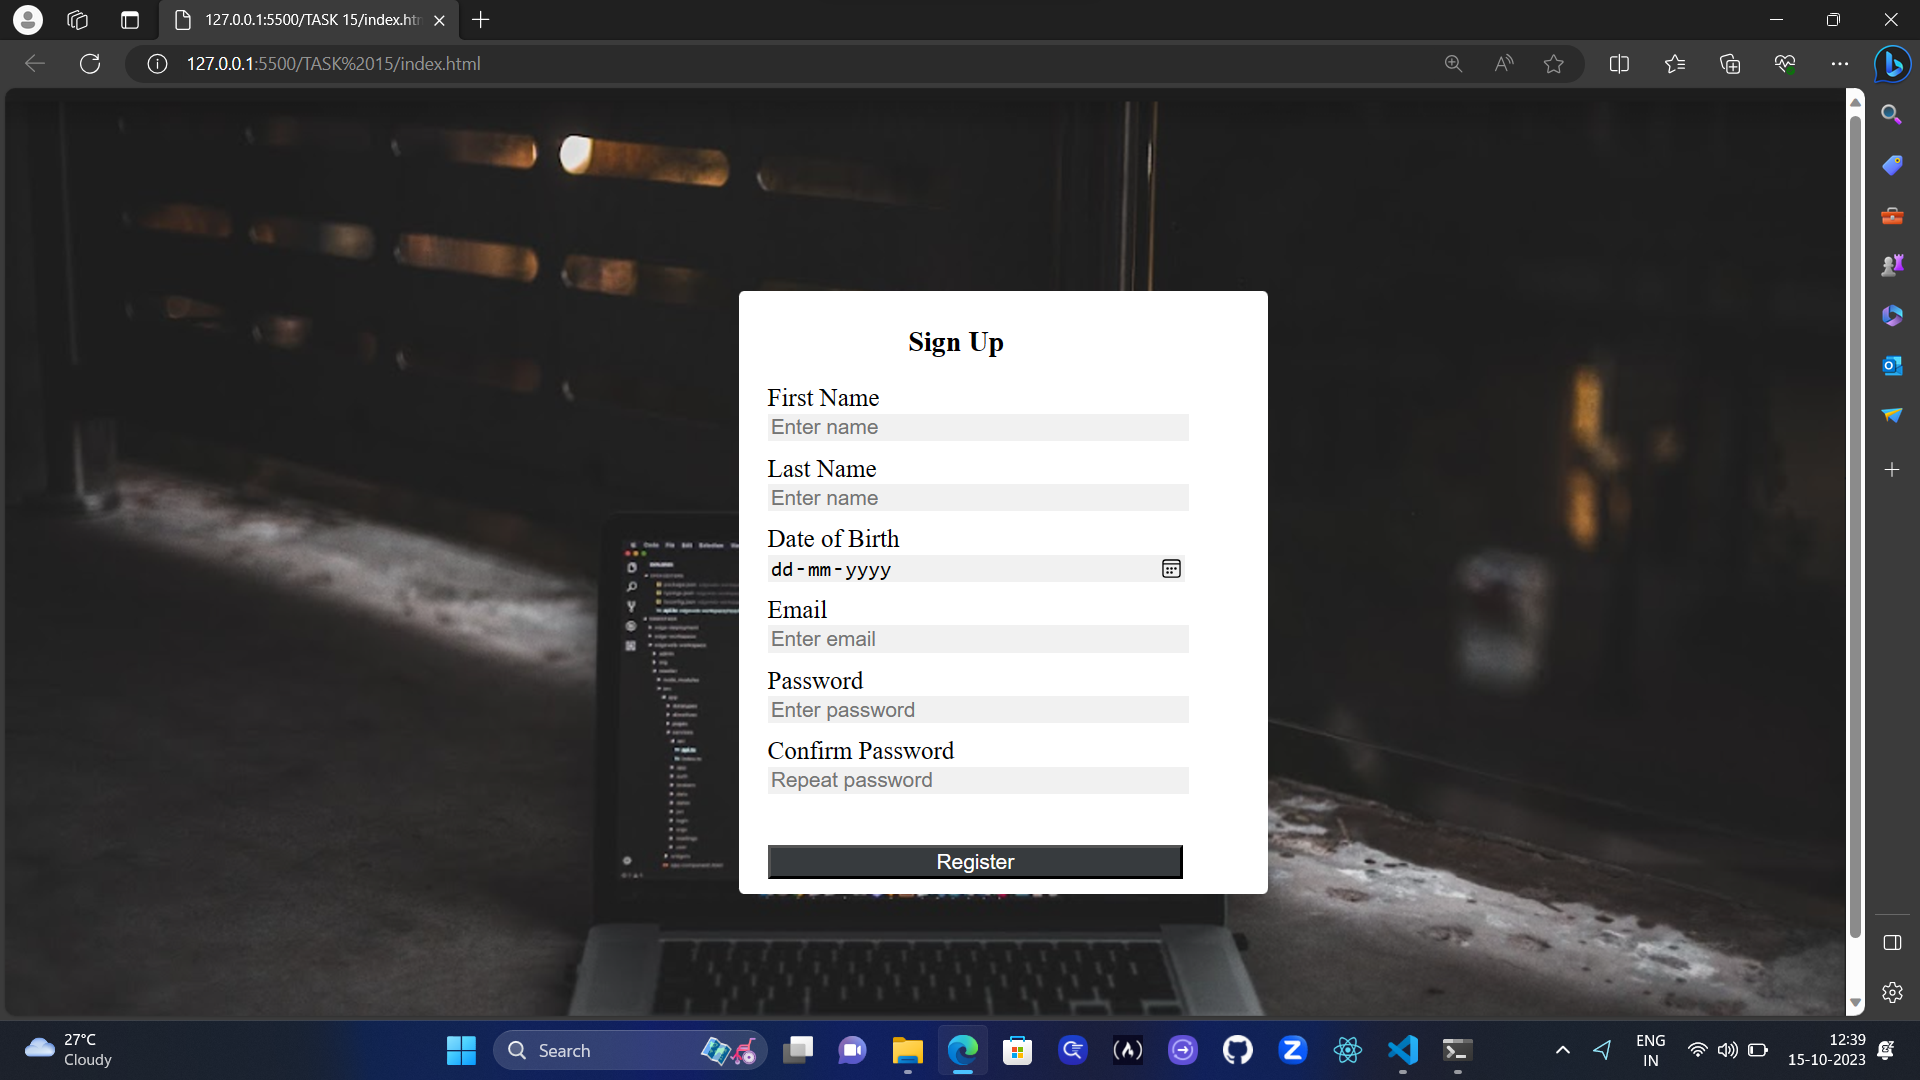 127.0.0.1:5500/TASK 15/index.htm
127.0.0.1:5500/TASK%2015/index.html
Sign Up
First Name
Enter name
Last Name
Enter name
Date of Birth
dd-mm-yyyy
Email
Enter email
Password
Enter password
Confirm Password
Repeat password
Register
27°C
Cloudy
Search
ENG
IN
12:39
15-10-2023